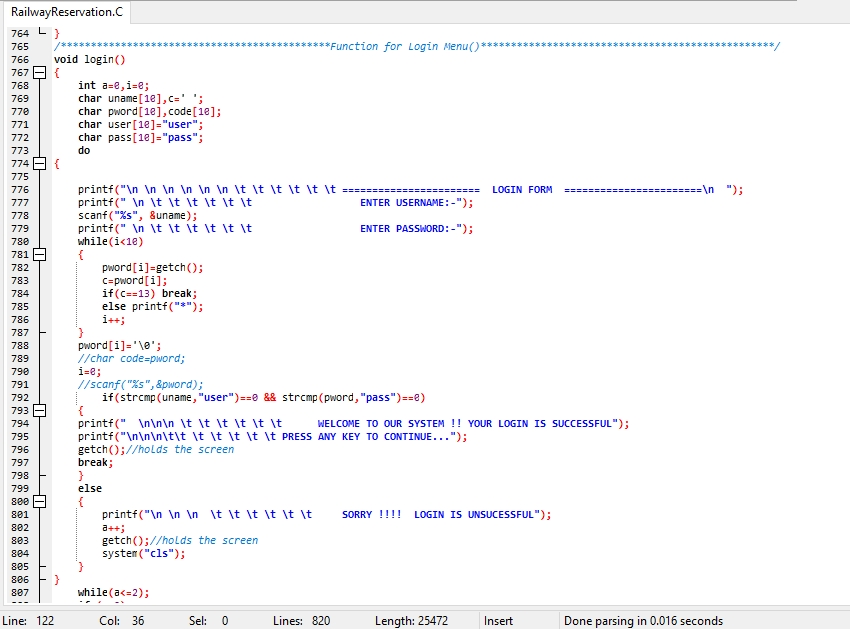 RailwayReservation.C
764 }
765 /*********************************************Function for Login Menu()*************************************************/
766 void login()
767 {
768 int a=0,i=0;
769 char uname[10],c=' ';
770 char pword[10],code[10];
771 char user[10]="user";
772 char pass[10]="pass";
773 do
774 {
775
776 printf("\n \n \n \n \n \n \t \t \t \t \t \t ======================= LOGIN FORM =======================\n ");
777 printf(" \n \t \t \t \t \t \t ENTER USERNAME:-");
778 scanf("%s", &uname);
779 printf(" \n \t \t \t \t \t \t ENTER PASSWORD:-");
780 while(i<10)
781 {
782 pword[i]=getch();
783 c=pword[i];
784 if(c==13) break;
785 else printf("*");
786 i++;
787 }
788 pword[i]='\0';
789 //char code=pword;
790 i=0;
791 //scanf("%s",&pword);
792 if(strcmp(uname,"user")==0 && strcmp(pword,"pass")==0)
793 {
794 printf(" \n\n\n \t \t \t \t \t \t WELCOME TO OUR SYSTEM !! YOUR LOGIN IS SUCCESSFUL");
795 printf("\n\n\n\t\t \t \t \t \t \t PRESS ANY KEY TO CONTINUE...");
796 getch();//holds the screen
797 break;
798 }
799 else
800 {
801 printf("\n \n \n \t \t \t \t \t \t SORRY !!!! LOGIN IS UNSUCESSFUL");
802 a++;
803 getch();//holds the screen
804 system("cls");
805 }
806 }
807 while(a<=2);
Line: 122 Col: 36 Sel: 0 Lines: 820 Length: 25472 Insert Done parsing in 0.016 seconds